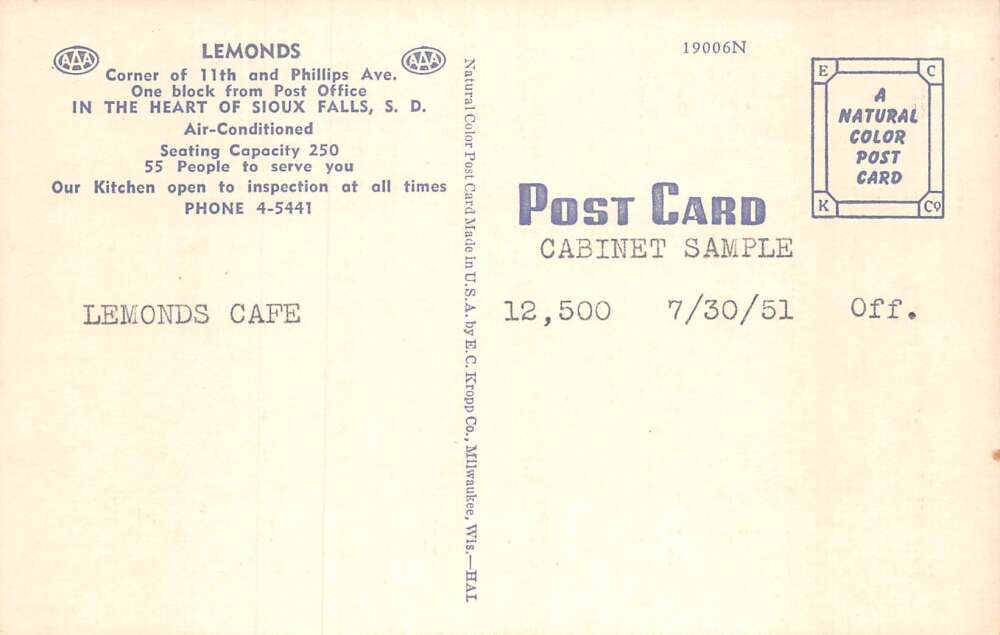 AAA
LEMONDS
AAA
Corner of 11th and Phillips Ave.
One block from Post Office
IN THE HEART OF SIOUX FALLS, S. D.
Air-Conditioned
Seating Capacity 250
55 People to serve you
Our Kitchen open to inspection at all times
PHONE 4-5441
LEMONDS CAFE
Natural Color Post Card Made in U.S.A. by E.C. Kropp Co., Milwaukee, Wis.—HAL
19006N
E C
A
NATURAL
COLOR
POST
CARD
K Co
POST CARD
CABINET SAMPLE
12,500 7/30/51 Off.